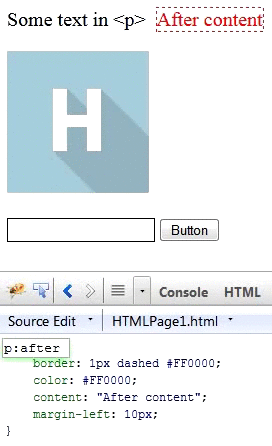 Some text in <p> After content
H
Button
Console HTML
Source Edit HTMLPage1.html
p:after
border: 1px dashed #FF0000;
color: #FF0000;
content: "After content";
margin-left: 10px;
}